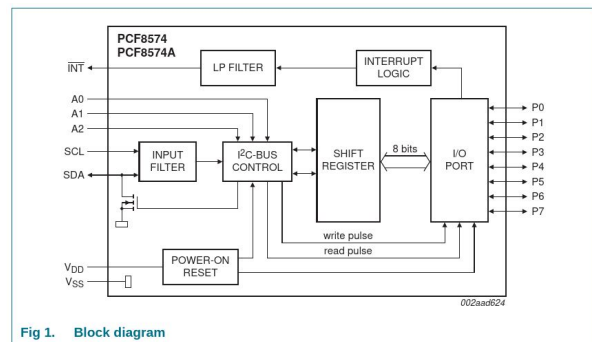 PCF8574
PCF8574A
INT
LP FILTER
INTERRUPT
LOGIC
A0
A1
A2
SCL
SDA
INPUT
FILTER
I²C-BUS
CONTROL
SHIFT
REGISTER
8 bits
I/O
PORT
P0
P1
P2
P3
P4
P5
P6
P7
write pulse
read pulse
VDD
VSS
POWER-ON
RESET
002aad624
Fig 1. Block diagram